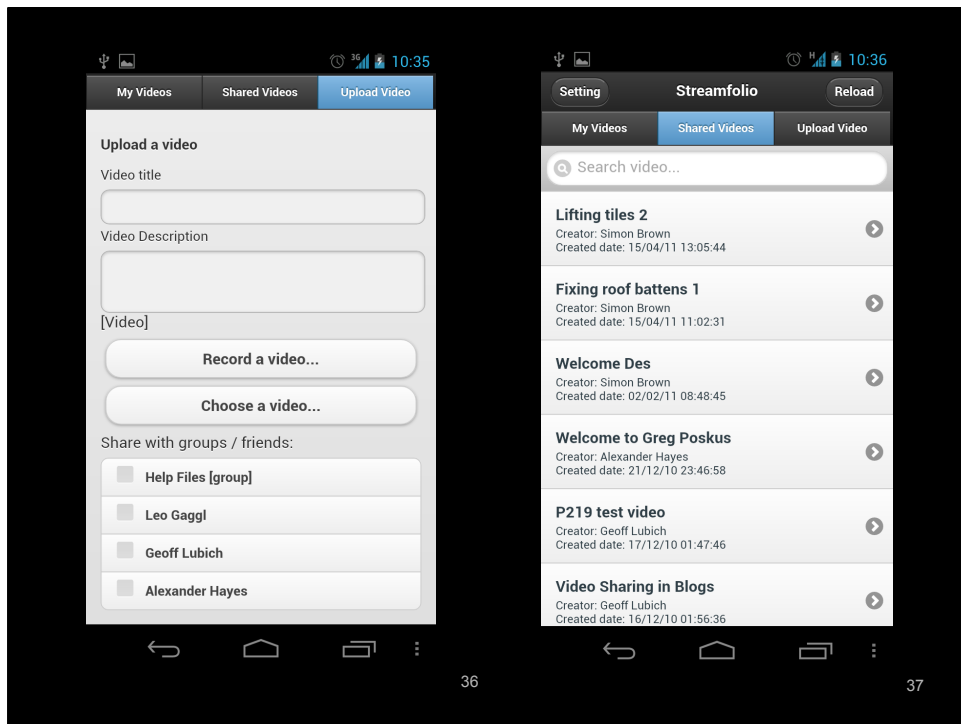 3G 10:35
My Videos Shared Videos Upload Video
Upload a video
Video title
Video Description
[Video]
Record a video...
Choose a video...
Share with groups / friends:
Help Files [group]
Leo Gaggl
Geoff Lubich
Alexander Hayes
36
H 10:36
Setting Streamfolio Reload
My Videos Shared Videos Upload Video
Search video...
Lifting tiles 2
Creator: Simon Brown
Created date: 15/04/11 13:05:44
Fixing roof battens 1
Creator: Simon Brown
Created date: 15/04/11 11:02:31
Welcome Des
Creator: Simon Brown
Created date: 02/02/11 08:48:45
Welcome to Greg Poskus
Creator: Alexander Hayes
Created date: 21/12/10 23:46:58
P219 test video
Creator: Geoff Lubich
Created date: 17/12/10 01:47:46
Video Sharing in Blogs
Creator: Geoff Lubich
Created date: 16/12/10 01:56:36
37